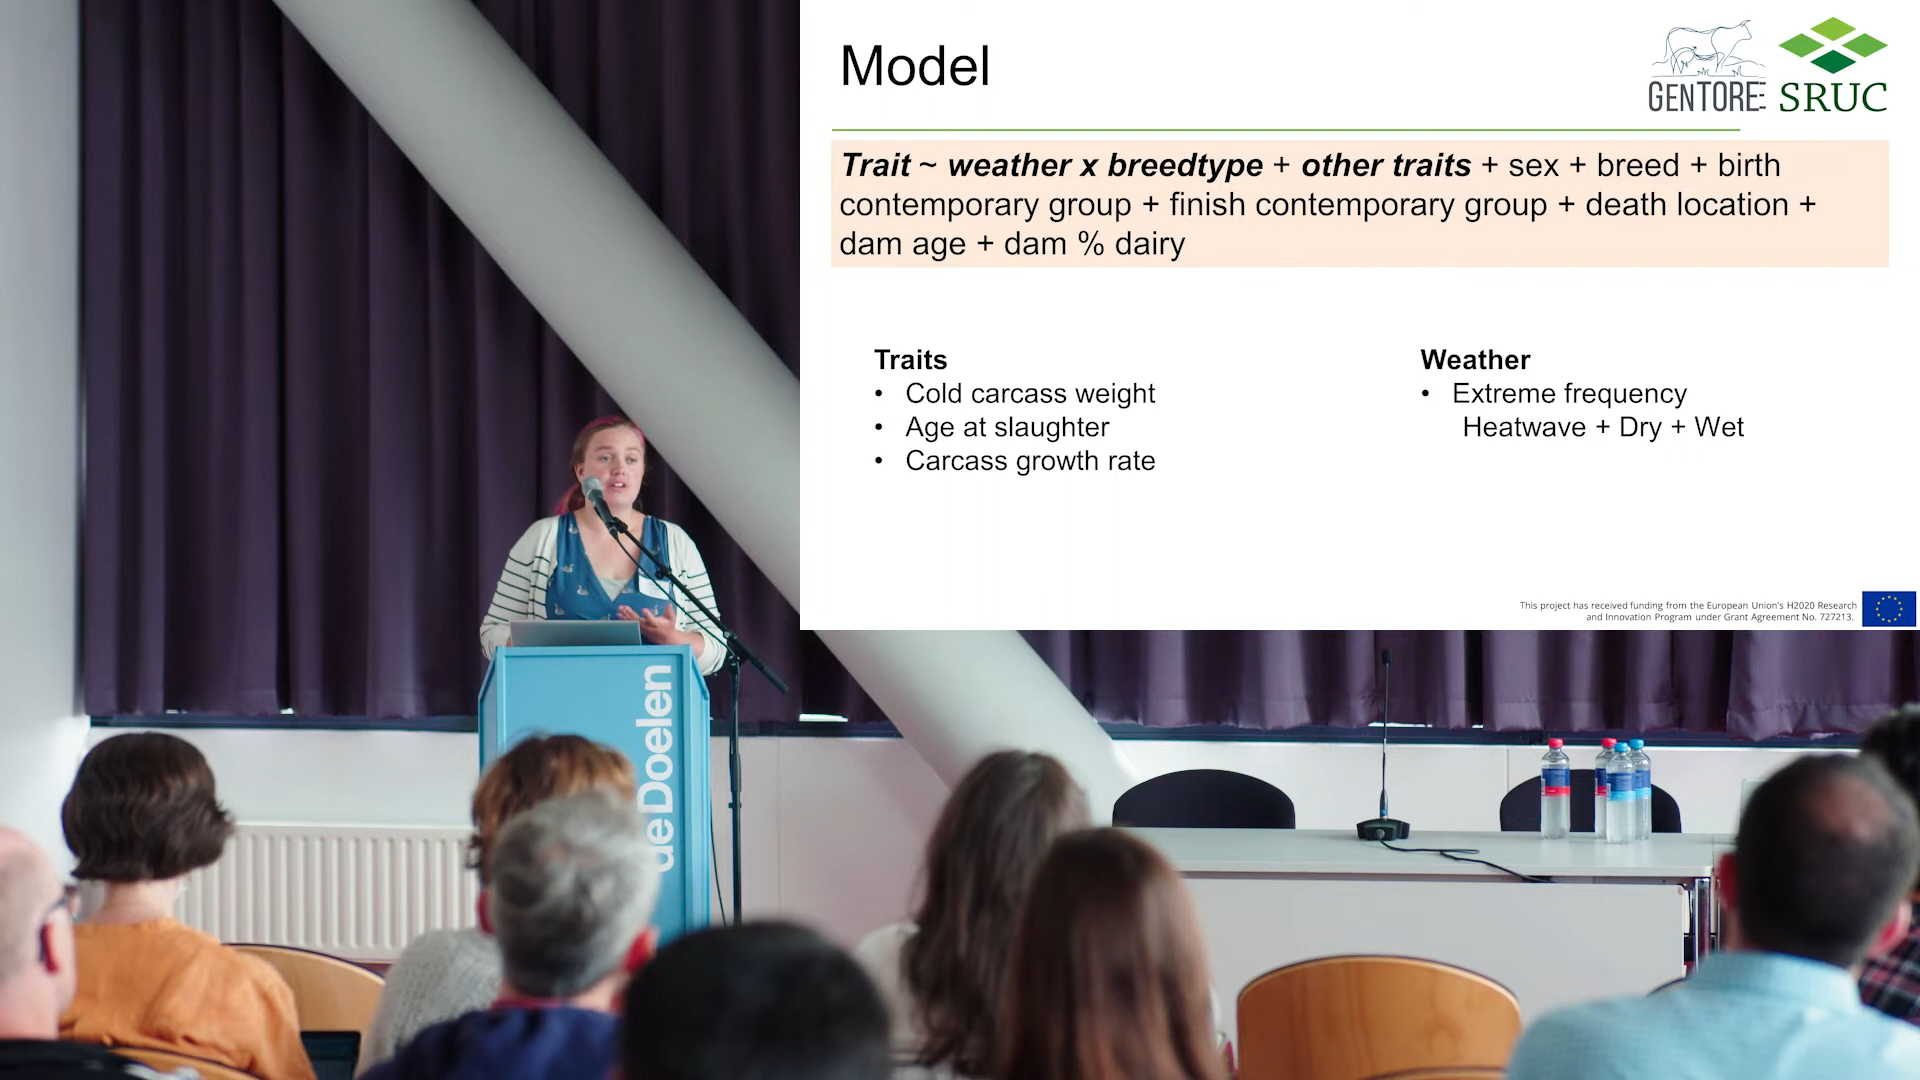 Model
GENTORE
SRUC
Trait ~ weather x breedtype + other traits + sex + breed + birth
contemporary group + finish contemporary group + death location +
dam age + dam % dairy
Traits
• Cold carcass weight
• Age at slaughter
• Carcass growth rate
Weather
• Extreme frequency
Heatwave + Dry + Wet
This project has received funding from the European Union's H2020 Research
and Innovation Program under Grant Agreement No. 727213.
de Doelen